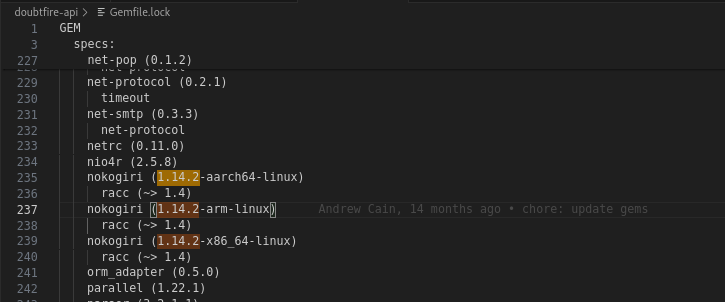 doubtfire-api > Gemfile.lock
1 GEM
3 specs:
227 net-pop (0.1.2)
228 net-protocol
229 net-protocol (0.2.1)
230 timeout
231 net-smtp (0.3.3)
232 net-protocol
233 netrc (0.11.0)
234 nio4r (2.5.8)
235 nokogiri (1.14.2-aarch64-linux)
236 racc (~> 1.4)
237 nokogiri (1.14.2-arm-linux) Andrew Cain, 14 months ago • chore: update gems
238 racc (~> 1.4)
239 nokogiri (1.14.2-x86_64-linux)
240 racc (~> 1.4)
241 orm_adapter (0.5.0)
242 parallel (1.22.1)